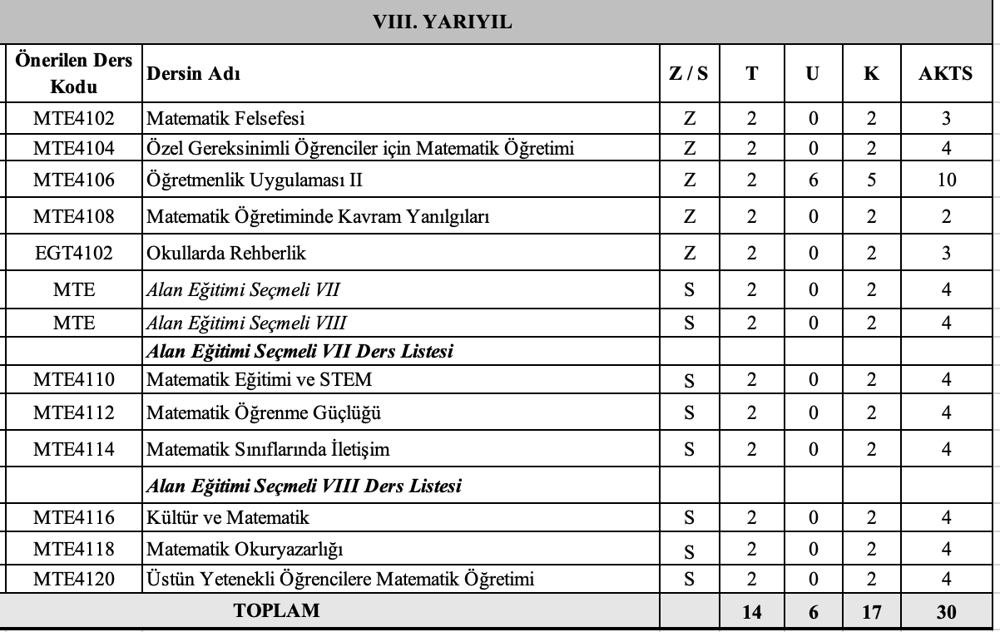 VIII. YARIYIL
Önerilen Ders Kodu Dersin Adı Z / S T U K AKTS
MTE4102 Matematik Felsefesi Z 2 0 2 3
MTE4104 Özel Gereksinimli Öğrenciler için Matematik Öğretimi Z 2 0 2 4
MTE4106 Öğretmenlik Uygulaması II Z 2 6 5 10
MTE4108 Matematik Öğretiminde Kavram Yanılgıları Z 2 0 2 2
EGT4102 Okullarda Rehberlik Z 2 0 2 3
MTE Alan Eğitimi Seçmeli VII S 2 0 2 4
MTE Alan Eğitimi Seçmeli VIII S 2 0 2 4
Alan Eğitimi Seçmeli VII Ders Listesi
MTE4110 Matematik Eğitimi ve STEM S 2 0 2 4
MTE4112 Matematik Öğrenme Güçlüğü S 2 0 2 4
MTE4114 Matematik Sınıflarında İletişim S 2 0 2 4
Alan Eğitimi Seçmeli VIII Ders Listesi
MTE4116 Kültür ve Matematik S 2 0 2 4
MTE4118 Matematik Okuryazarlığı S 2 0 2 4
MTE4120 Üstün Yetenekli Öğrencilere Matematik Öğretimi S 2 0 2 4
TOPLAM 14 6 17 30